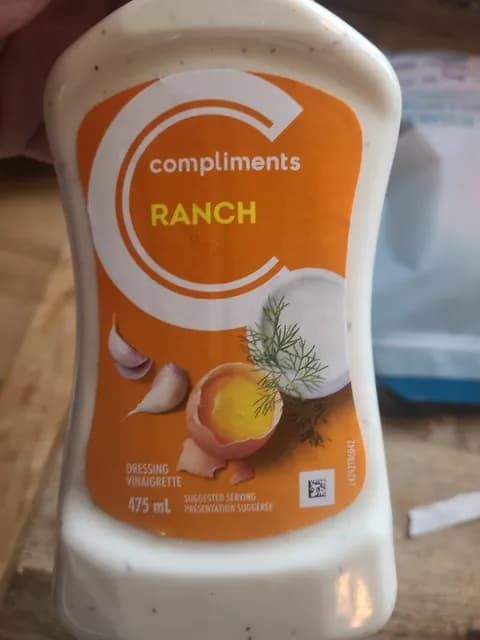 compliments
RANCH
DRESSING
VINAIGRETTE
475 mL
SUGGESTED SERVING
PRÉSENTATION SUGGÉRÉE